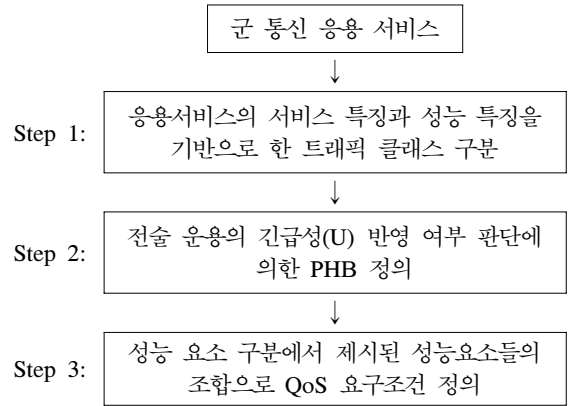 군 통신 응용 서비스
Step 1:
응용서비스의 서비스 특징과 성능 특징을
기반으로 한 트래픽 클래스 구분
Step 2:
전술 운용의 긴급성(U) 반영 여부 판단에
의한 PHB 정의
Step 3:
성능 요소 구분에서 제시된 성능요소들의
조합으로 QoS 요구조건 정의